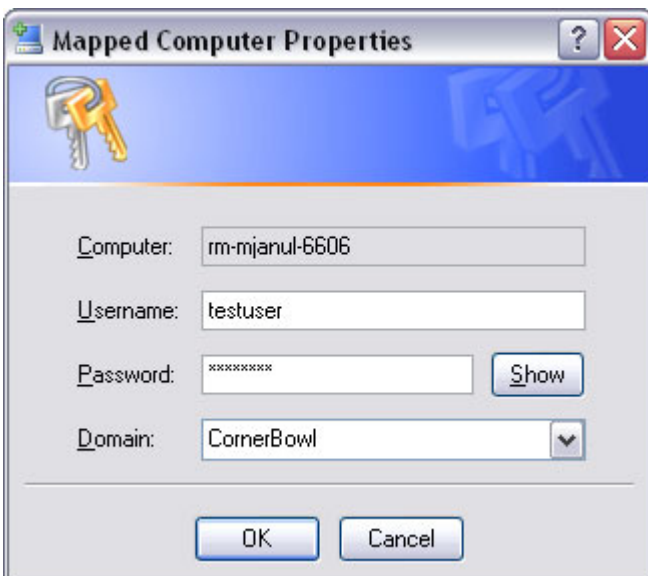 Mapped Computer Properties
Computer: rm-mjanul-6606
Username: testuser
Password: ******** Show
Domain: CornerBowl
OK Cancel